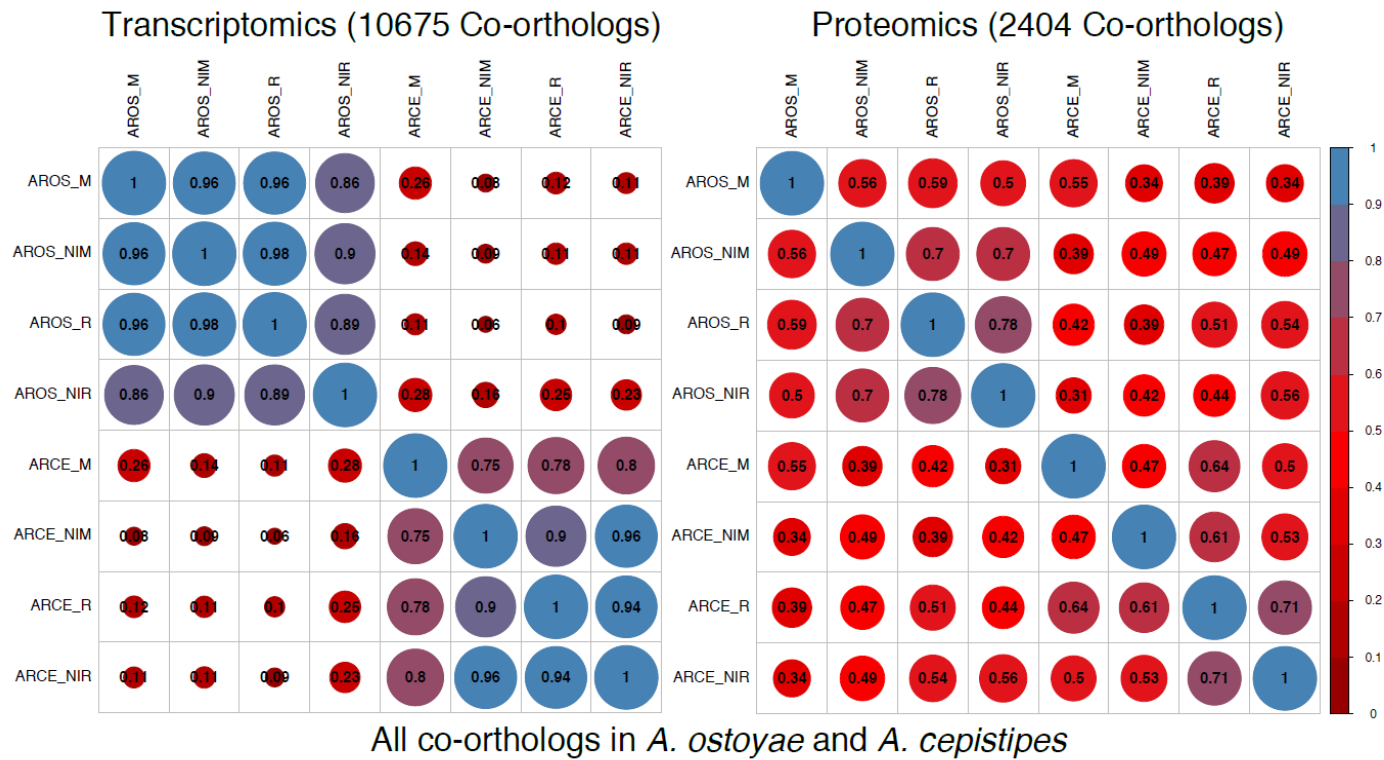 Transcriptomics (10675 Co-orthologs) Proteomics (2404 Co-orthologs)
AROS_M AROS_NIM AROS_R AROS_NIR ARCE_M ARCE_NIM ARCE_R ARCE_NIR AROS_M AROS_NIM AROS_R AROS_NIR ARCE_M ARCE_NIM ARCE_R ARCE_NIR
AROS_M 1 0.96 0.96 0.86 0.26 0.08 0.12 0.11 AROS_M 1 0.56 0.59 0.5 0.55 0.34 0.39 0.34
AROS_NIM 0.96 1 0.98 0.9 0.14 0.09 0.11 0.11 AROS_NIM 0.56 1 0.7 0.7 0.39 0.49 0.47 0.49
AROS_R 0.96 0.98 1 0.89 0.11 0.06 0.1 0.09 AROS_R 0.59 0.7 1 0.78 0.42 0.39 0.51 0.54
AROS_NIR 0.86 0.9 0.89 1 0.28 0.16 0.25 0.23 AROS_NIR 0.5 0.7 0.78 1 0.31 0.42 0.44 0.56
ARCE_M 0.26 0.14 0.11 0.28 1 0.75 0.78 0.8 ARCE_M 0.55 0.39 0.42 0.31 1 0.47 0.64 0.5
ARCE_NIM 0.08 0.09 0.06 0.16 0.75 1 0.9 0.96 ARCE_NIM 0.34 0.49 0.39 0.42 0.47 1 0.61 0.53
ARCE_R 0.12 0.11 0.1 0.25 0.78 0.9 1 0.94 ARCE_R 0.39 0.47 0.51 0.44 0.64 0.61 1 0.71
ARCE_NIR 0.11 0.11 0.09 0.23 0.8 0.96 0.94 1 ARCE_NIR 0.34 0.49 0.54 0.56 0.5 0.53 0.71 1
1
0.9
0.8
0.7
0.6
0.5
0.4
0.3
0.2
0.1
0
All co-orthologs in A. ostoyae and A. cepistipes